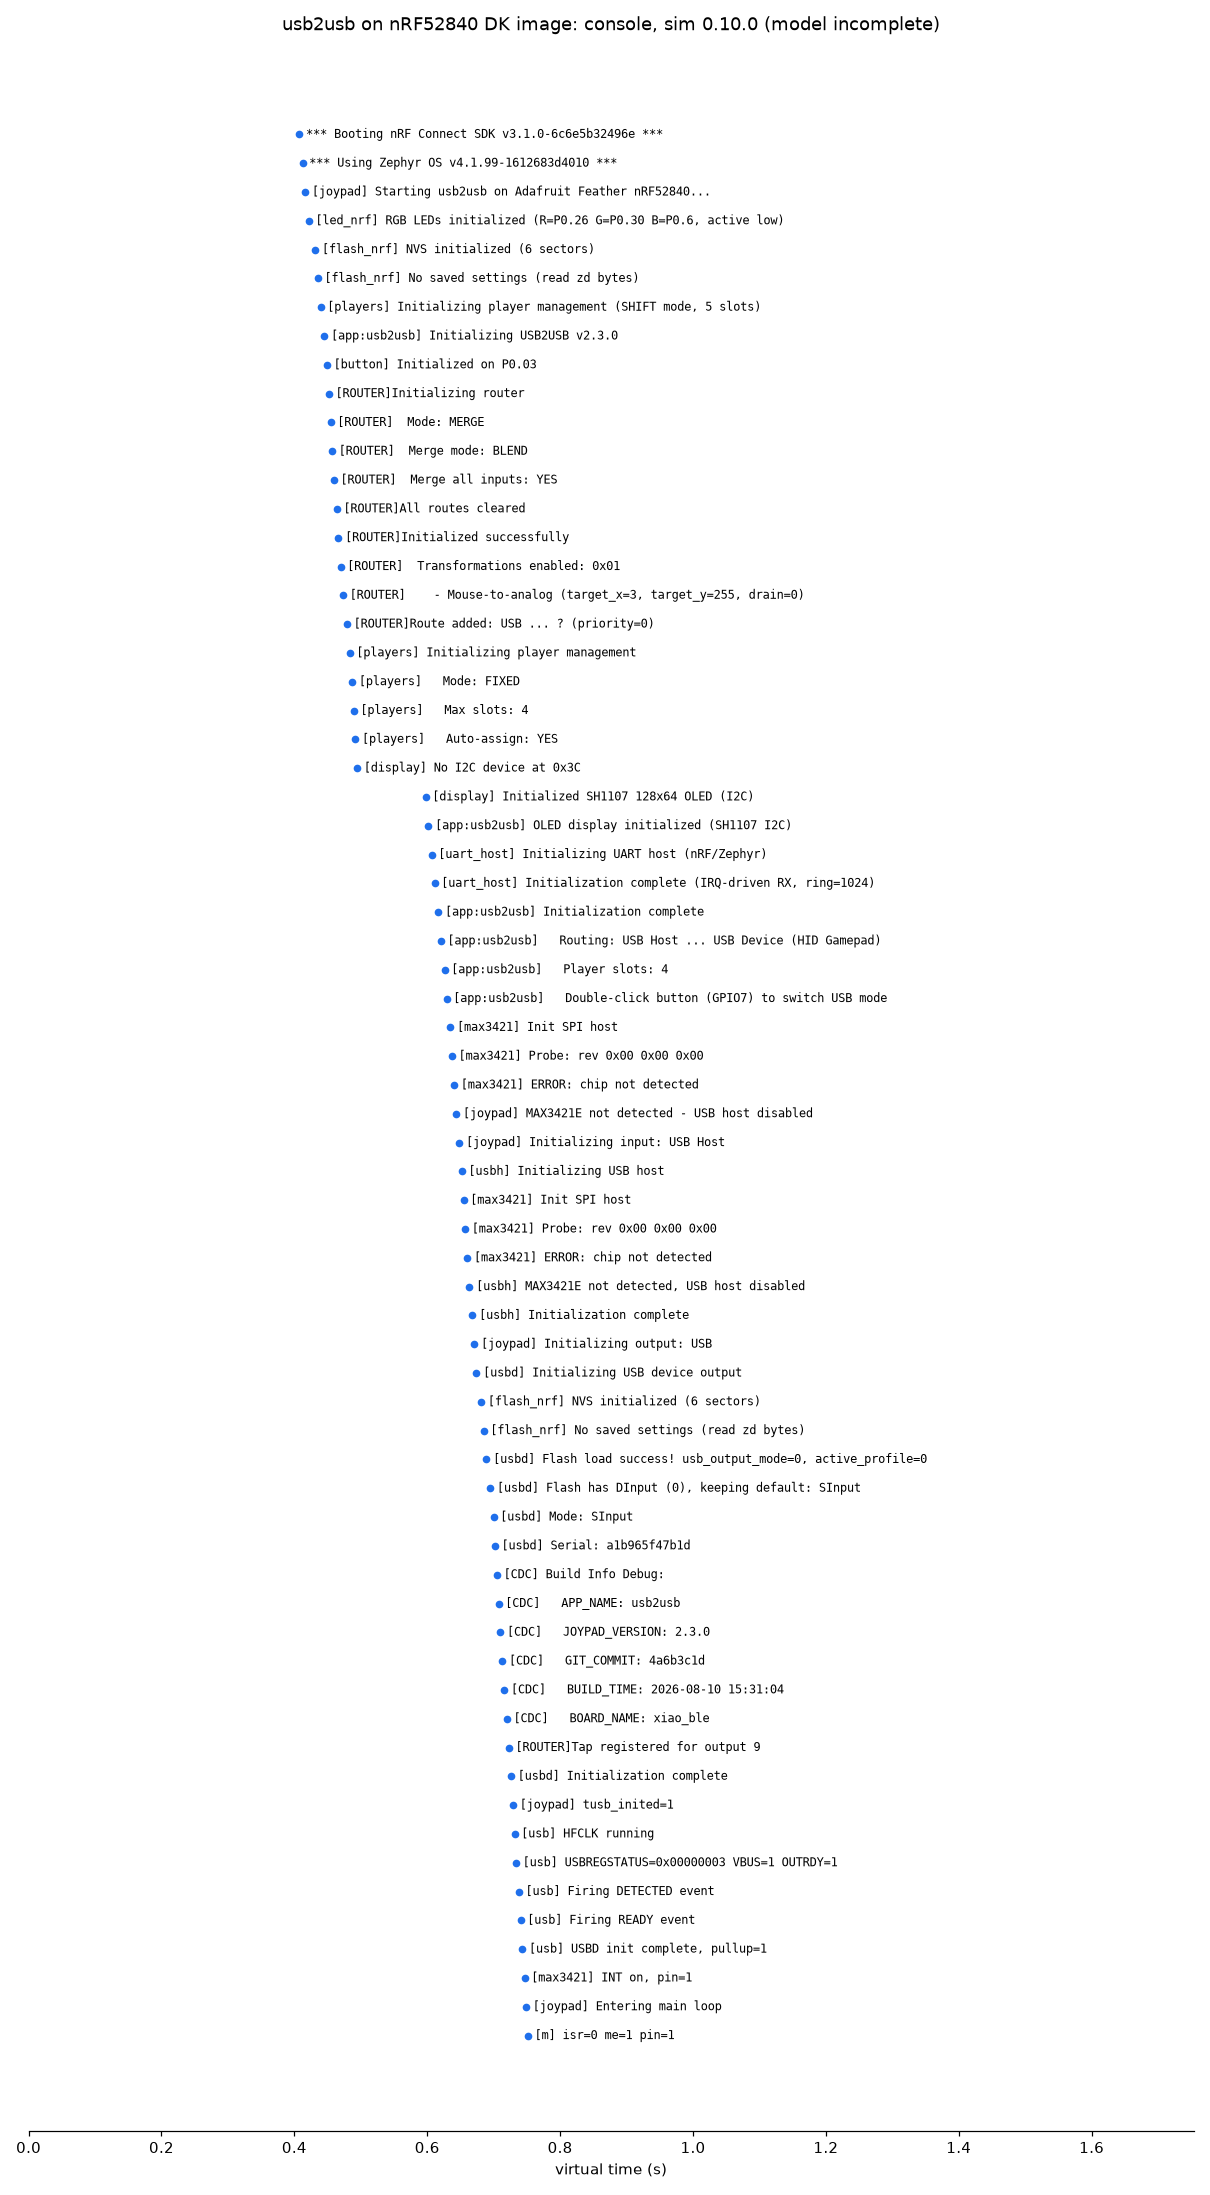 usb2usb on nRF52840 DK image: console, sim 0.10.0 (model incomplete)
*** Booting nRF Connect SDK v3.1.0-6c6e5b32496e ***
*** Using Zephyr OS v4.1.99-1612683d4010 ***
[joypad] Starting usb2usb on Adafruit Feather nRF52840...
[led_nrf] RGB LEDs initialized (R=P0.26 G=P0.30 B=P0.6, active low)
[flash_nrf] NVS initialized (6 sectors)
[flash_nrf] No saved settings (read zd bytes)
[players] Initializing player management (SHIFT mode, 5 slots)
[app:usb2usb] Initializing USB2USB v2.3.0
[button] Initialized on P0.03
[ROUTER]Initializing router
[ROUTER]  Mode: MERGE
[ROUTER]  Merge mode: BLEND
[ROUTER]  Merge all inputs: YES
[ROUTER]All routes cleared
[ROUTER]Initialized successfully
[ROUTER]  Transformations enabled: 0x01
[ROUTER]    - Mouse-to-analog (target_x=3, target_y=255, drain=0)
[ROUTER]Route added: USB ... ? (priority=0)
[players] Initializing player management
[players]   Mode: FIXED
[players]   Max slots: 4
[players]   Auto-assign: YES
[display] No I2C device at 0x3C
[display] Initialized SH1107 128x64 OLED (I2C)
[app:usb2usb] OLED display initialized (SH1107 I2C)
[uart_host] Initializing UART host (nRF/Zephyr)
[uart_host] Initialization complete (IRQ-driven RX, ring=1024)
[app:usb2usb] Initialization complete
[app:usb2usb]   Routing: USB Host ... USB Device (HID Gamepad)
[app:usb2usb]   Player slots: 4
[app:usb2usb]   Double-click button (GPIO7) to switch USB mode
[max3421] Init SPI host
[max3421] Probe: rev 0x00 0x00 0x00
[max3421] ERROR: chip not detected
[joypad] MAX3421E not detected - USB host disabled
[joypad] Initializing input: USB Host
[usbh] Initializing USB host
[max3421] Init SPI host
[max3421] Probe: rev 0x00 0x00 0x00
[max3421] ERROR: chip not detected
[usbh] MAX3421E not detected, USB host disabled
[usbh] Initialization complete
[joypad] Initializing output: USB
[usbd] Initializing USB device output
[flash_nrf] NVS initialized (6 sectors)
[flash_nrf] No saved settings (read zd bytes)
[usbd] Flash load success! usb_output_mode=0, active_profile=0
[usbd] Flash has DInput (0), keeping default: SInput
[usbd] Mode: SInput
[usbd] Serial: a1b965f47b1d
[CDC] Build Info Debug:
[CDC]   APP_NAME: usb2usb
[CDC]   JOYPAD_VERSION: 2.3.0
[CDC]   GIT_COMMIT: 4a6b3c1d
[CDC]   BUILD_TIME: 2026-08-10 15:31:04
[CDC]   BOARD_NAME: xiao_ble
[ROUTER]Tap registered for output 9
[usbd] Initialization complete
[joypad] tusb_inited=1
[usb] HFCLK running
[usb] USBREGSTATUS=0x00000003 VBUS=1 OUTRDY=1
[usb] Firing DETECTED event
[usb] Firing READY event
[usb] USBD init complete, pullup=1
[max3421] INT on, pin=1
[joypad] Entering main loop
[m] isr=0 me=1 pin=1
0.0 0.2 0.4 0.6 0.8 1.0 1.2 1.4 1.6
virtual time (s)